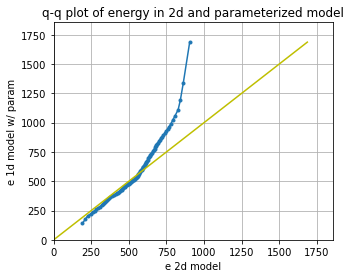 q-q plot of energy in 2d and parameterized model
1750
1500
1250
1000
750
500
250
0
e 1d model w/ param
0 250 500 750 1000 1250 1500 1750
e 2d model